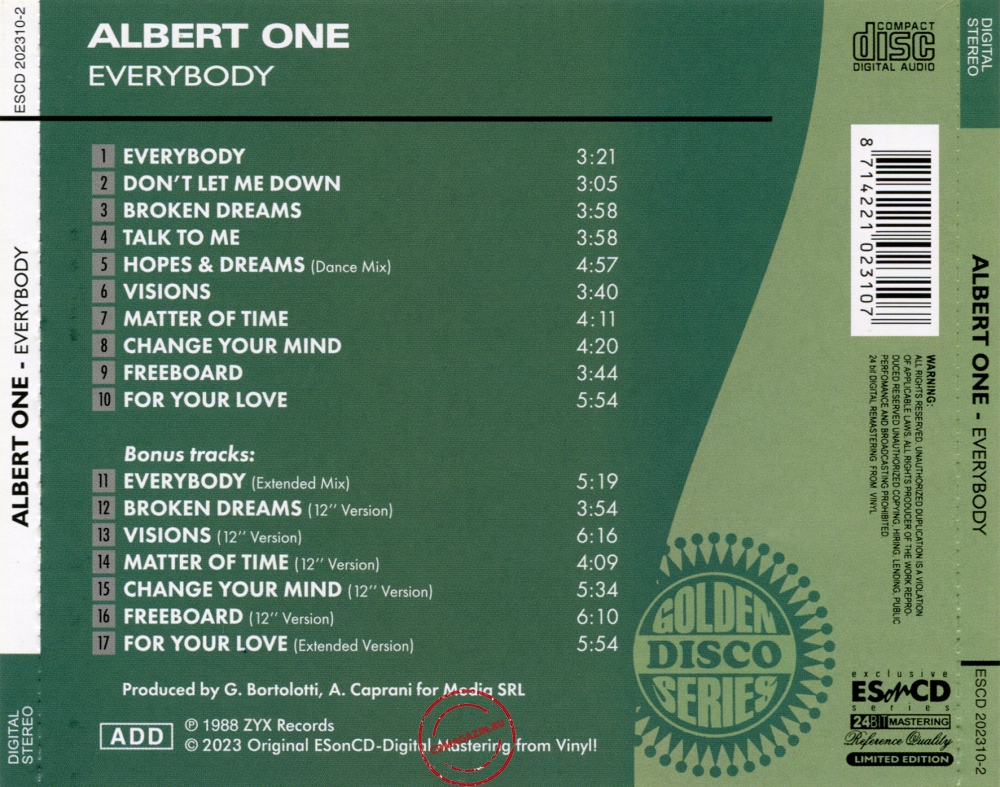 ESCD 202310-2
ALBERT ONE - EVERYBODY
DIGITAL
STEREO
ALBERT ONE
EVERYBODY
1 EVERYBODY 3:21
2 DON'T LET ME DOWN 3:05
3 BROKEN DREAMS 3:58
4 TALK TO ME 3:58
5 HOPES & DREAMS (Dance Mix) 4:57
6 VISIONS 3:40
7 MATTER OF TIME 4:11
8 CHANGE YOUR MIND 4:20
9 FREEBOARD 3:44
10 FOR YOUR LOVE 5:54
Bonus tracks:
11 EVERYBODY (Extended Mix) 5:19
12 BROKEN DREAMS (12'' Version) 3:54
13 VISIONS (12'' Version) 6:16
14 MATTER OF TIME (12'' Version) 4:09
15 CHANGE YOUR MIND (12'' Version) 5:34
16 FREEBOARD (12'' Version) 6:10
17 FOR YOUR LOVE (Extended Version) 5:54
Produced by G. Bortolotti, A. Caprani for Media SRL
ADD
℗ 1988 ZYX Records
© 2023 Original ESonCD-Digital Mastering from Vinyl!
GOLDEN
DISCO
SERIES
COMPACT
disc
DIGITAL AUDIO
8 714221 023107
WARNING:
ALL RIGHTS RESERVED. UNAUTHORIZED DUPLICATION IS A VIOLATION
OF APPLICABLE LAWS. ALL RIGHTS PRODUCER OF THE WORK REPRO-
DUCED RESERVED UNAUTHORIZED COPYING, HIRING, LENDING, PUBLIC
PERFOMANCE AND BROADCASTING PROHIBITED.
24 bit DIGITAL REMASTERING FROM VINYL
exclusive
ESonCD
series
24BIT MASTERING
Reference Quality
LIMITED EDITION
DIGITAL
STEREO
ALBERT ONE - EVERYBODY
ESCD 202310-2